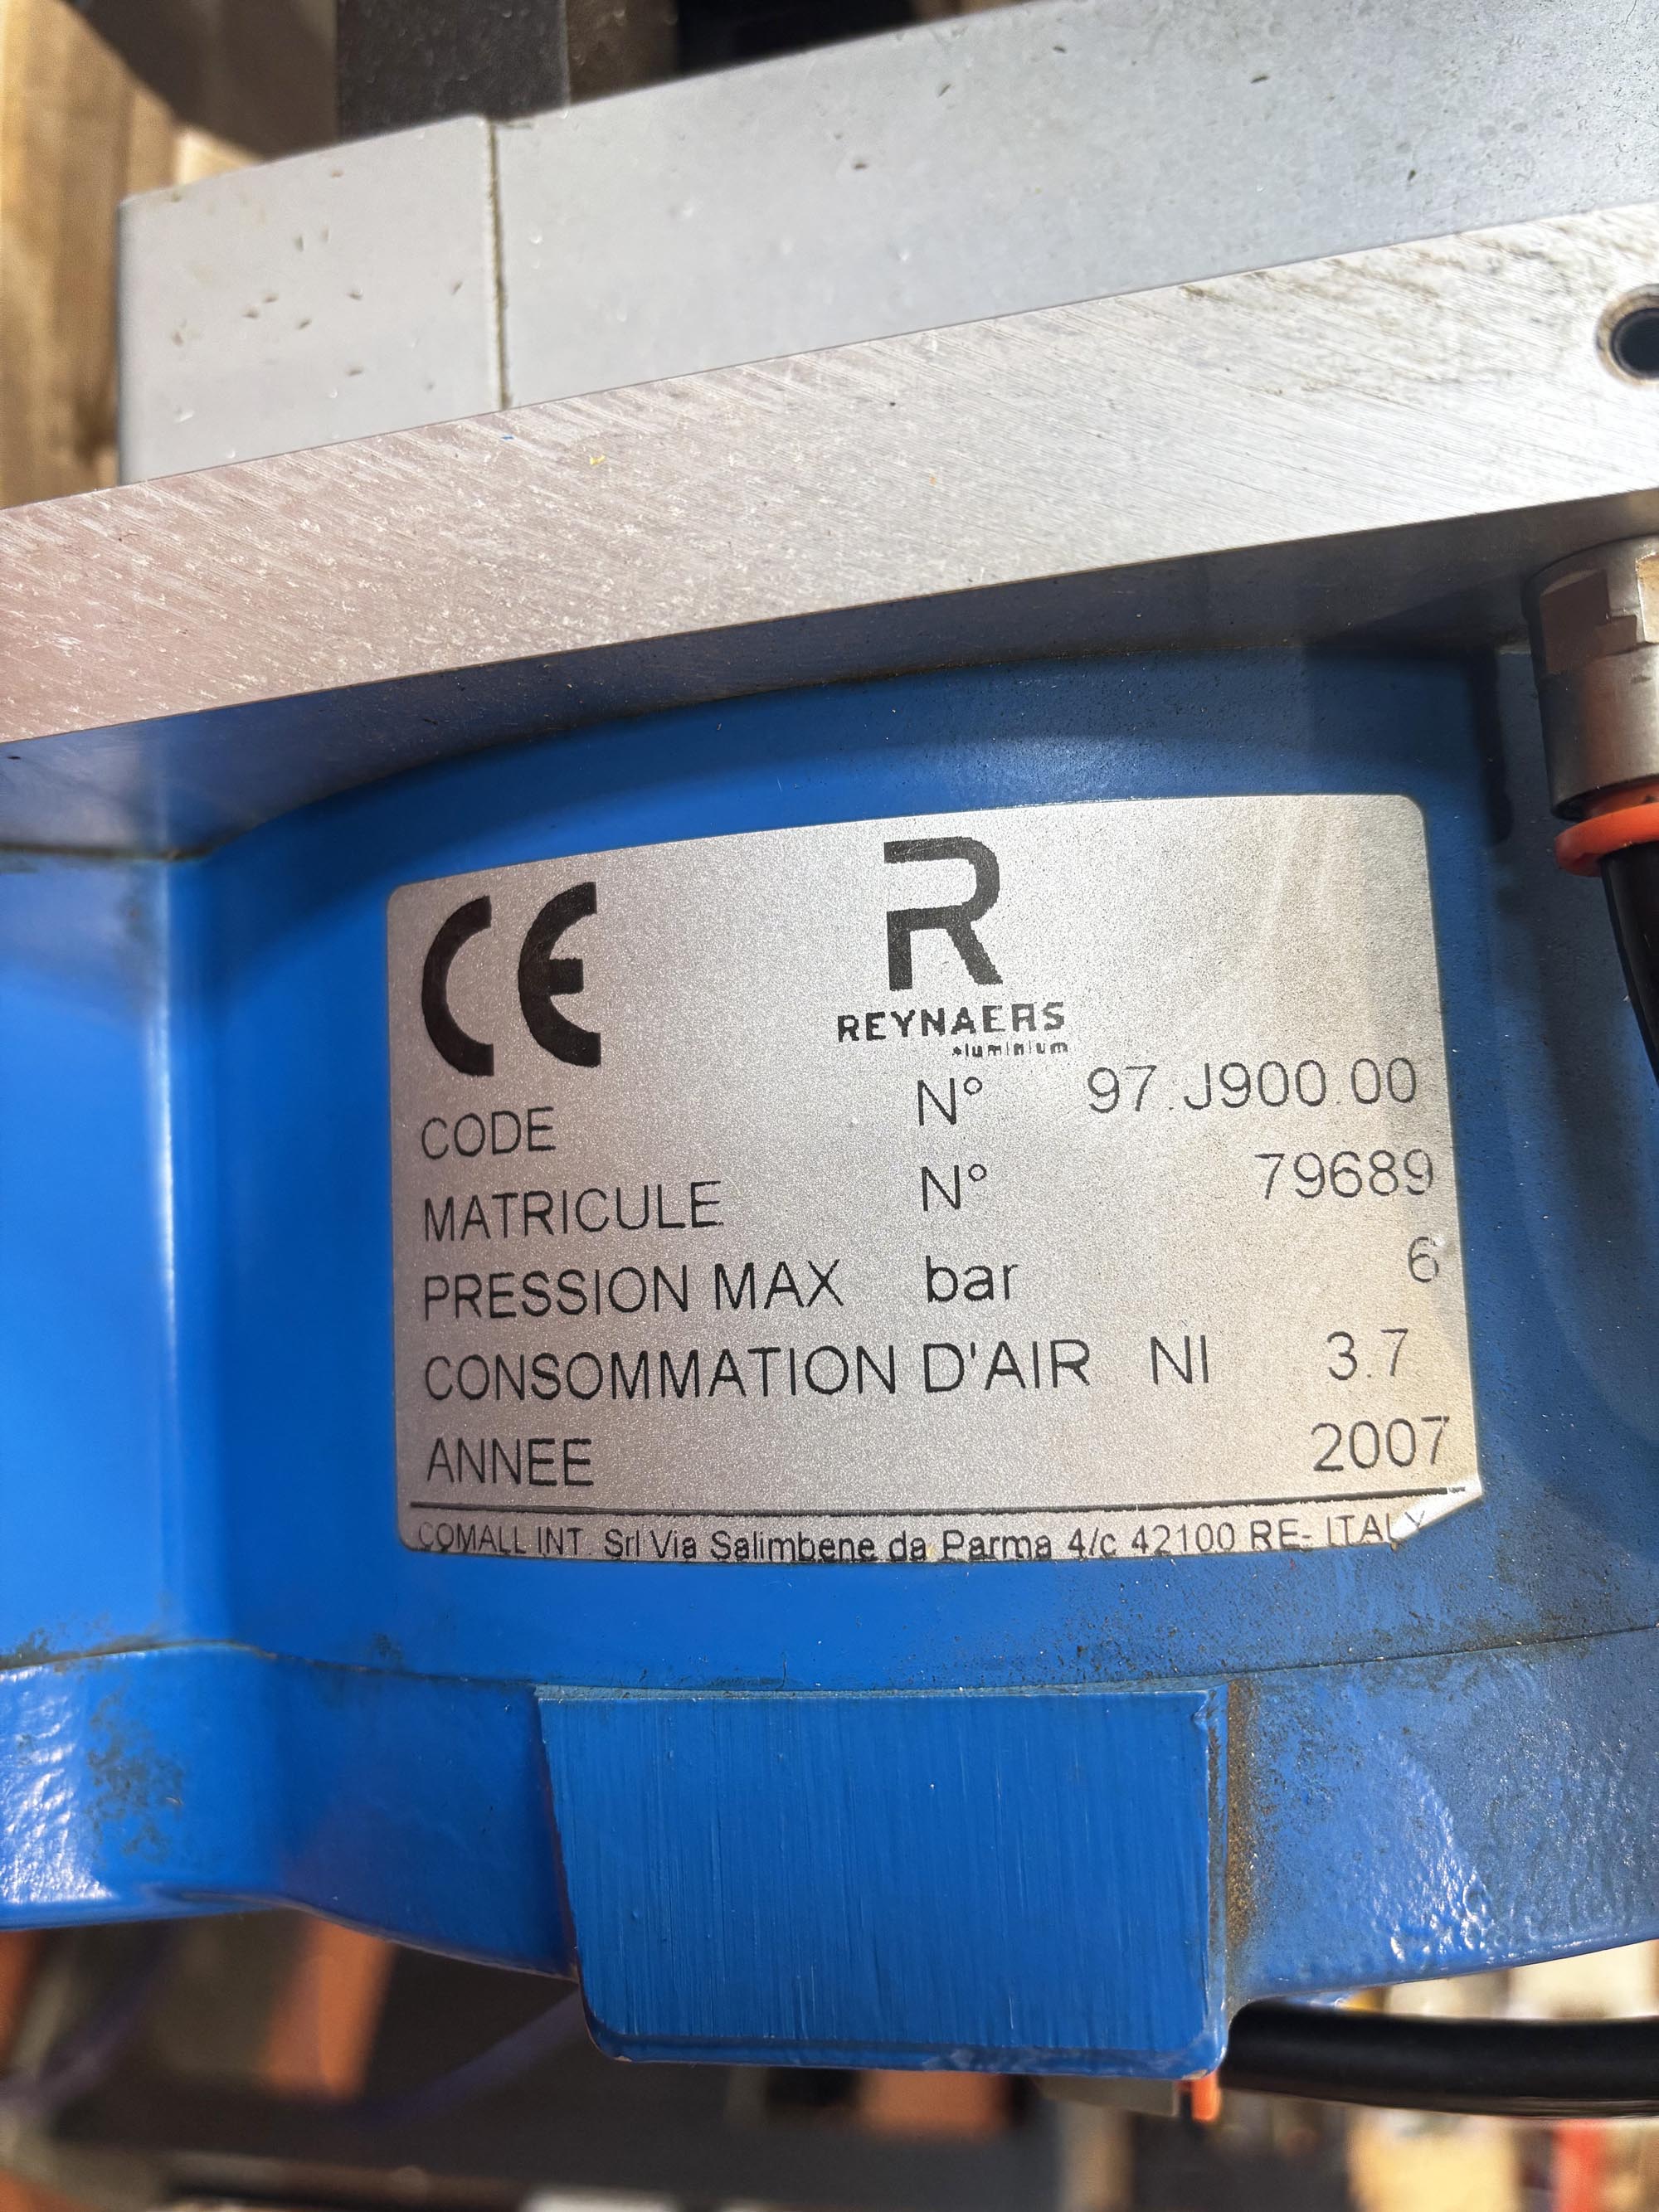 CE
R
REYNAERS
aluminium
CODE N° 97.J900.00
MATRICULE N° 79689
PRESSION MAX bar 6
CONSOMMATION D'AIR Nl 3.7
ANNEE 2007
COMALL INT. Srl Via Salimbene da Parma 4/c 42100 RE- ITALY